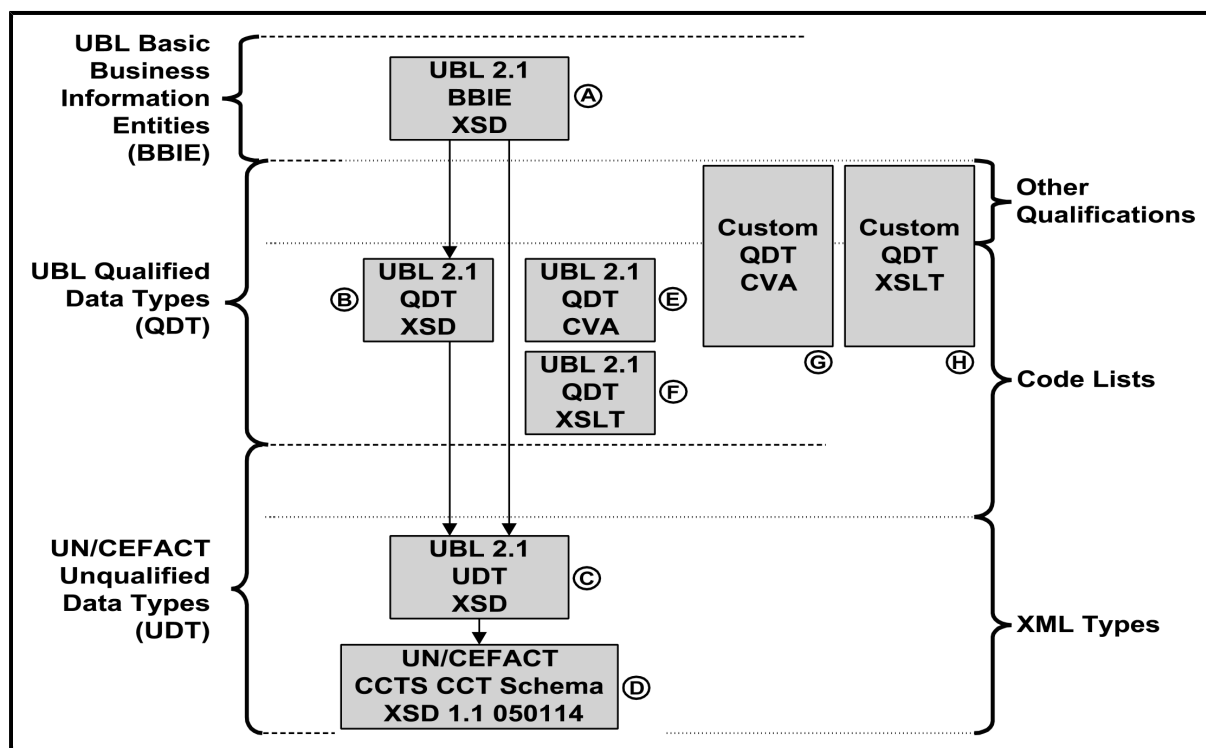 UBL Basic
Business
Information
Entities
(BBIE)
UBL 2.1
BBIE
XSD
A
Other
Qualifications
UBL Qualified
Data Types
(QDT)
B
UBL 2.1
QDT
XSD
UBL 2.1
QDT
CVA
E
UBL 2.1
QDT
XSLT
F
Custom
QDT
CVA
G
Custom
QDT
XSLT
H
Code Lists
UN/CEFACT
Unqualified
Data Types
(UDT)
UBL 2.1
UDT
XSD
C
UN/CEFACT
CCTS CCT Schema
XSD 1.1 050114
D
XML Types